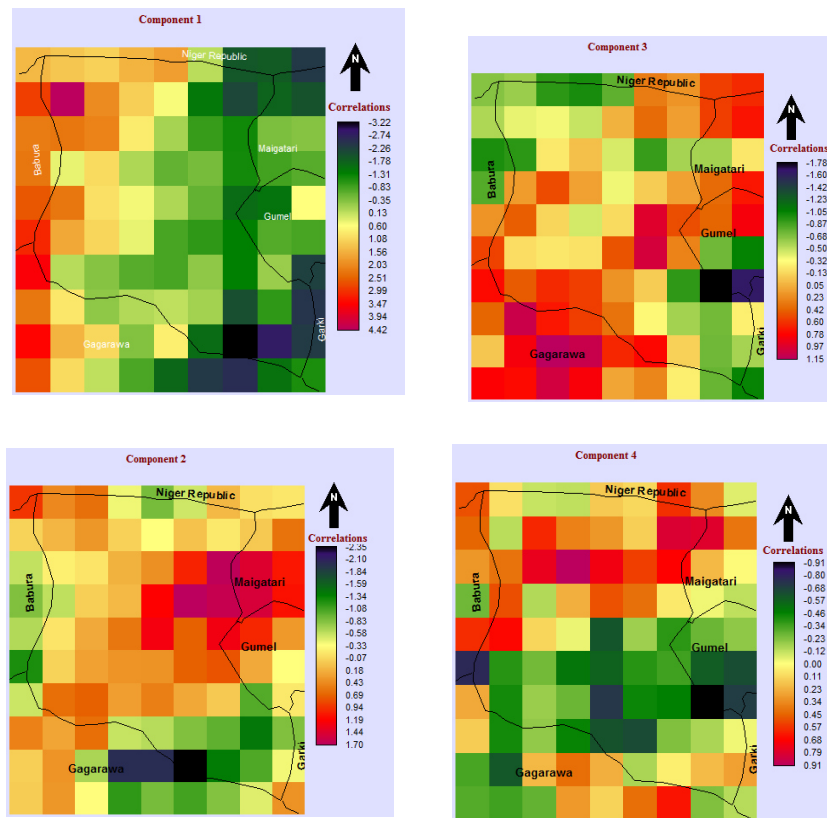 Component 1
Niger Republic
N
Correlations
-3.22
-2.74
-2.26
-1.78
-1.31
-0.83
-0.35
0.13
0.60
1.08
1.56
2.03
2.51
2.99
3.47
3.94
4.42
Babura
Maigatari
Gumel
Gagarawa
Garki
Component 3
Niger Republic
N
Correlations
-1.78
-1.60
-1.42
-1.23
-1.05
-0.87
-0.68
-0.50
-0.32
-0.13
0.05
0.23
0.42
0.60
0.78
0.97
1.15
Babura
Maigatari
Gumel
Gagarawa
Garki
Component 2
Niger Republic
N
Correlations
-2.35
-2.10
-1.84
-1.59
-1.34
-1.08
-0.83
-0.58
-0.33
-0.07
0.18
0.43
0.69
0.94
1.19
1.44
1.70
Babura
Maigatari
Gumel
Gagarawa
Garki
Component 4
Niger Republic
N
Correlations
-0.91
-0.80
-0.68
-0.57
-0.46
-0.34
-0.23
-0.12
0.00
0.11
0.23
0.34
0.45
0.57
0.68
0.79
0.91
Babura
Maigatari
Gumel
Gagarawa
Garki